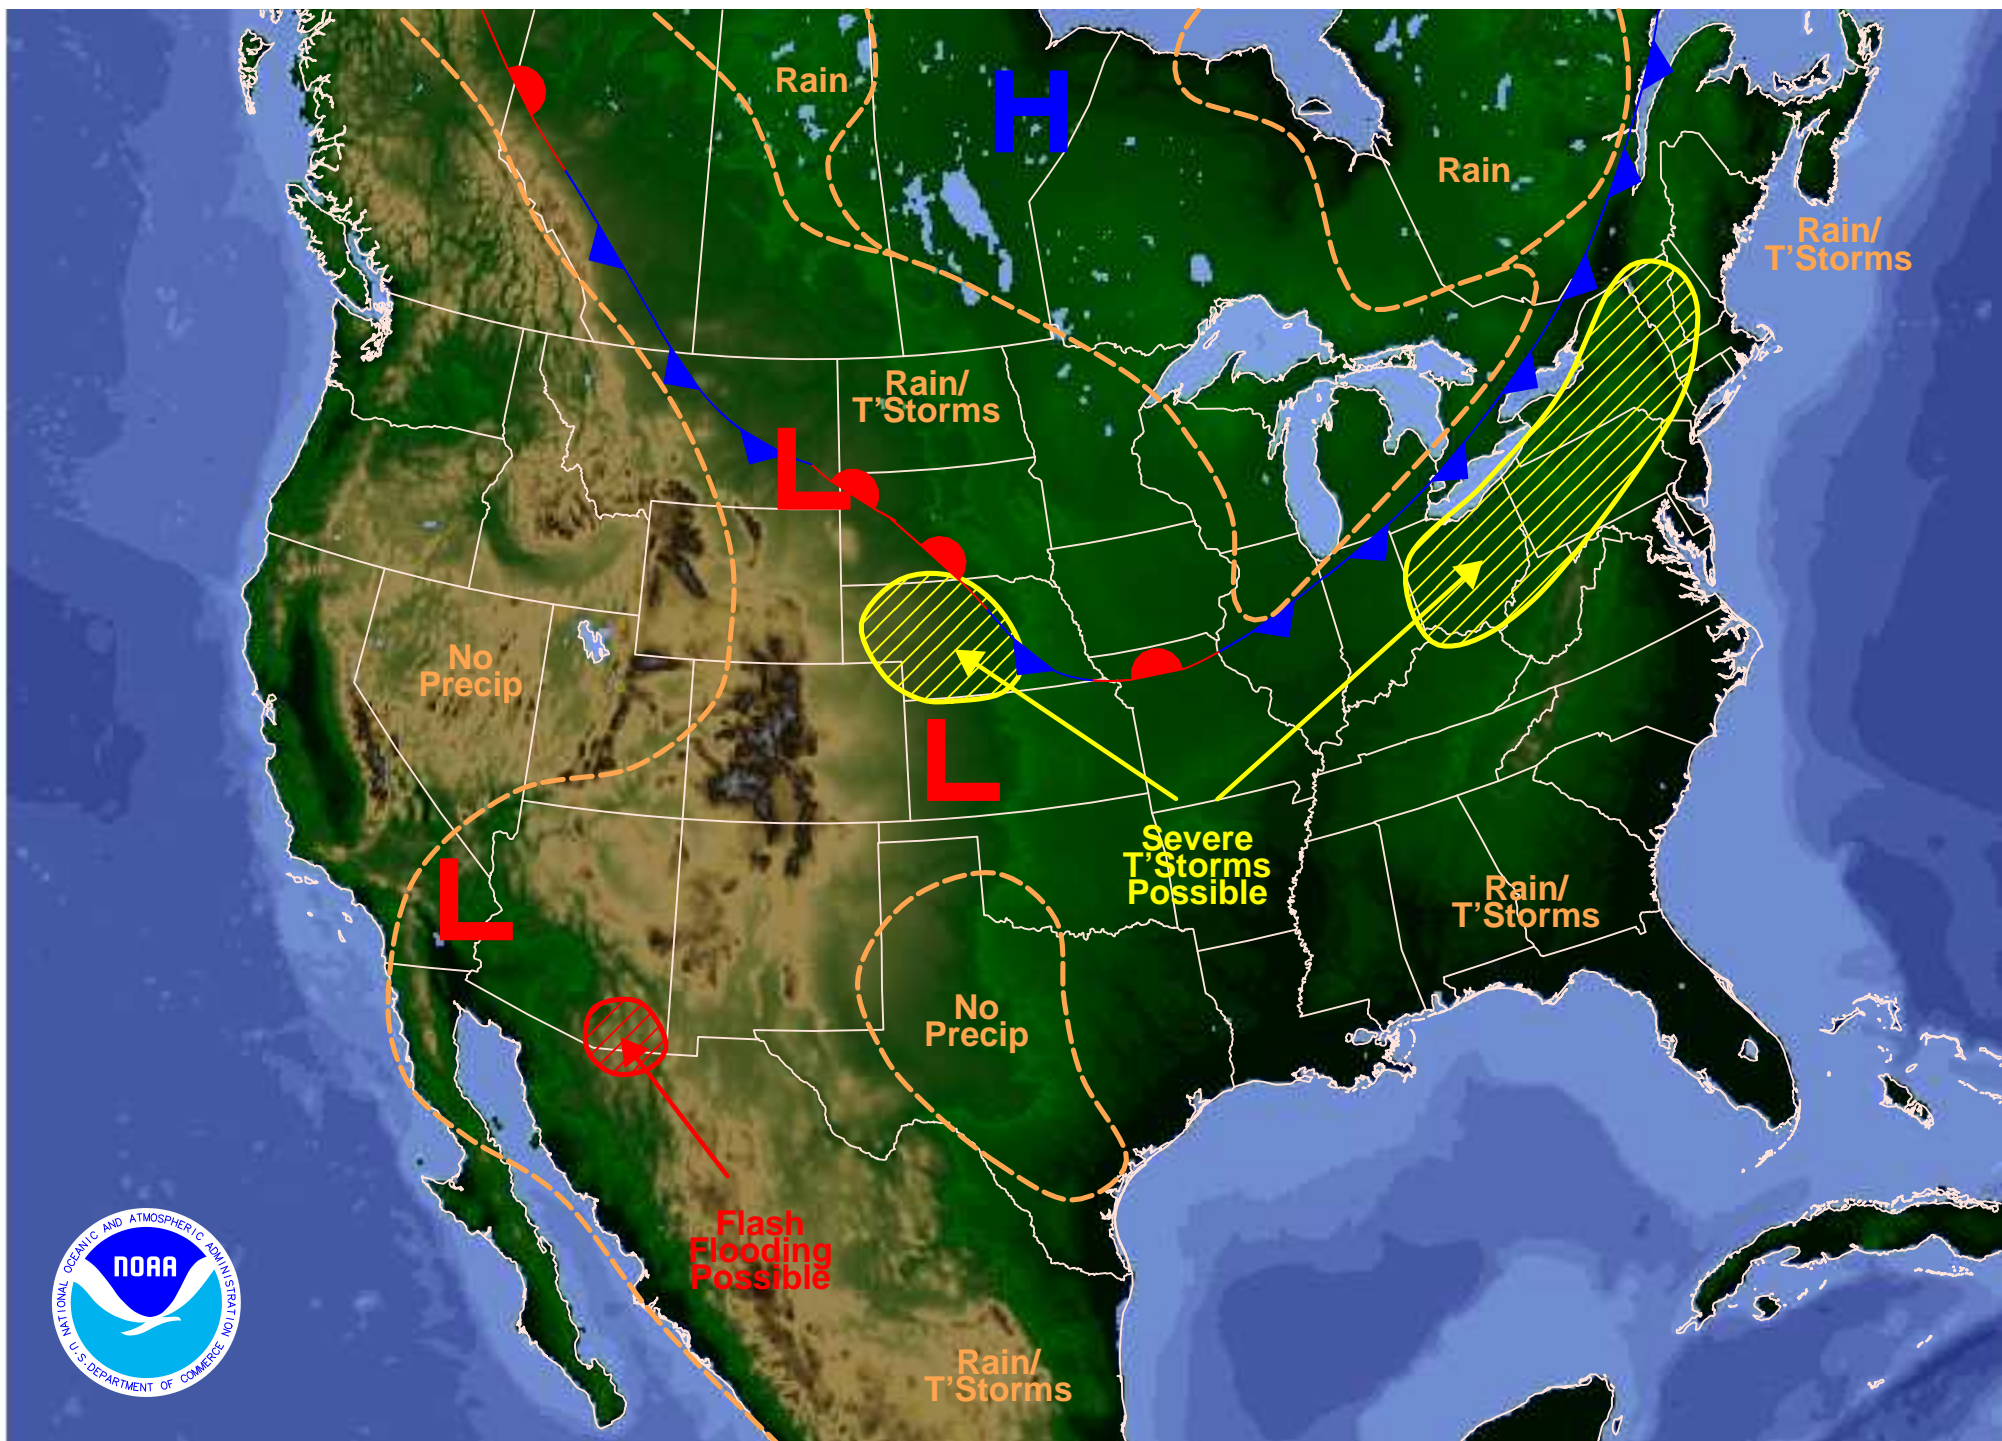 Rain
H
Rain
Rain/
T'Storms
Rain/
T'Storms
L
No
Precip
L
Severe
T'Storms
Possible
L
Rain/
T'Storms
No
Precip
Flash
Flooding
Possible
Rain/
T'Storms
NATIONAL OCEANIC AND ATMOSPHERIC ADMINISTRATION
NOAA
U.S. DEPARTMENT OF COMMERCE